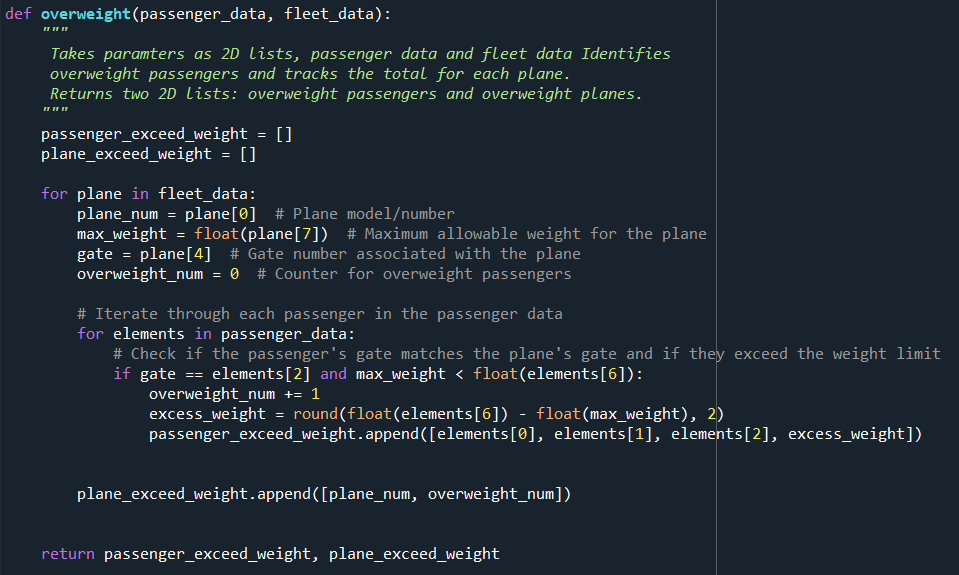 def overweight(passenger_data, fleet_data):
    """
     Takes paramters as 2D lists, passenger data and fleet data Identifies
     overweight passengers and tracks the total for each plane.
     Returns two 2D lists: overweight passengers and overweight planes.
    """
    passenger_exceed_weight = []
    plane_exceed_weight = []

    for plane in fleet_data:
        plane_num = plane[0]  # Plane model/number
        max_weight = float(plane[7])  # Maximum allowable weight for the plane
        gate = plane[4]  # Gate number associated with the plane
        overweight_num = 0  # Counter for overweight passengers

        # Iterate through each passenger in the passenger data
        for elements in passenger_data:
            # Check if the passenger's gate matches the plane's gate and if they exceed the weight limit
            if gate == elements[2] and max_weight < float(elements[6]):
                overweight_num += 1
                excess_weight = round(float(elements[6]) - float(max_weight), 2)
                passenger_exceed_weight.append([elements[0], elements[1], elements[2], excess_weight])


        plane_exceed_weight.append([plane_num, overweight_num])


    return passenger_exceed_weight, plane_exceed_weight